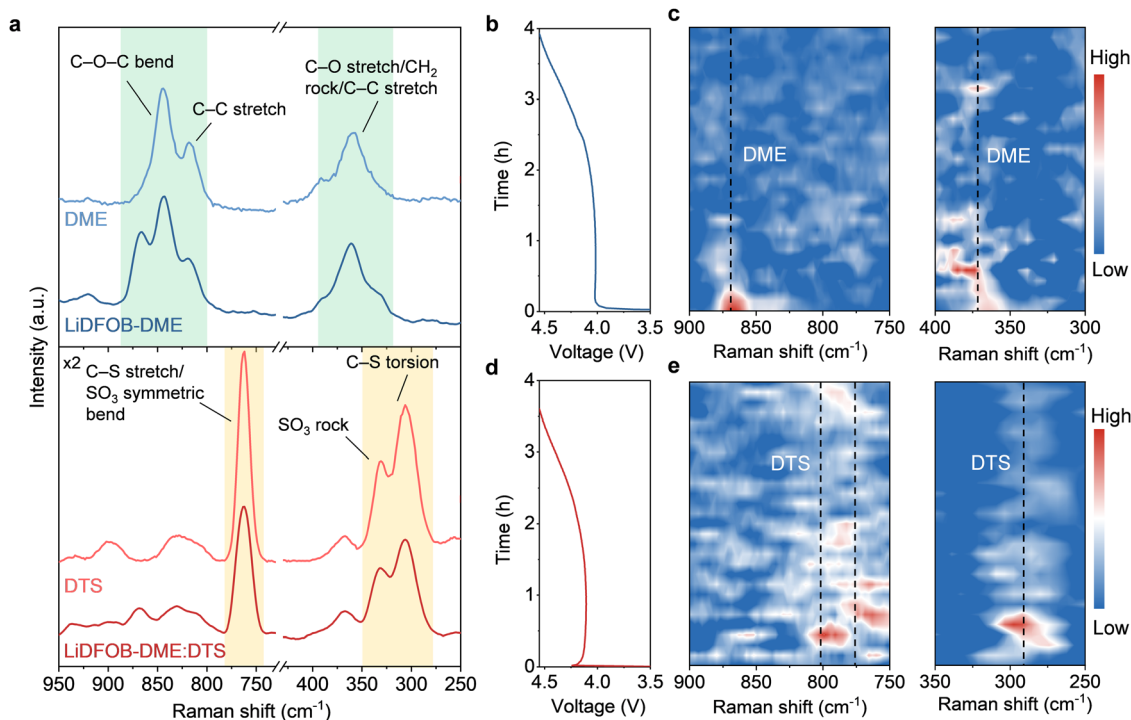 a
C–O–C bend
C–C stretch
C–O stretch/CH₂
rock/C–C stretch
DME
LiDFOB-DME
x2
C–S stretch/
SO₃ symmetric
bend
C–S torsion
SO₃ rock
DTS
LiDFOB-DME:DTS
Intensity (a.u.)
950 850 750 350 250
Raman shift (cm⁻¹)
b
4
3
2
1
0
Time (h)
4.5 4.0 3.5
Voltage (V)
c
DME
900 850 800 750
Raman shift (cm⁻¹)
DME
400 350 300
Raman shift (cm⁻¹)
High
Low
d
4
3
2
1
0
Time (h)
4.5 4.0 3.5
Voltage (V)
e
DTS
900 850 800 750
Raman shift (cm⁻¹)
DTS
350 300 250
Raman shift (cm⁻¹)
High
Low